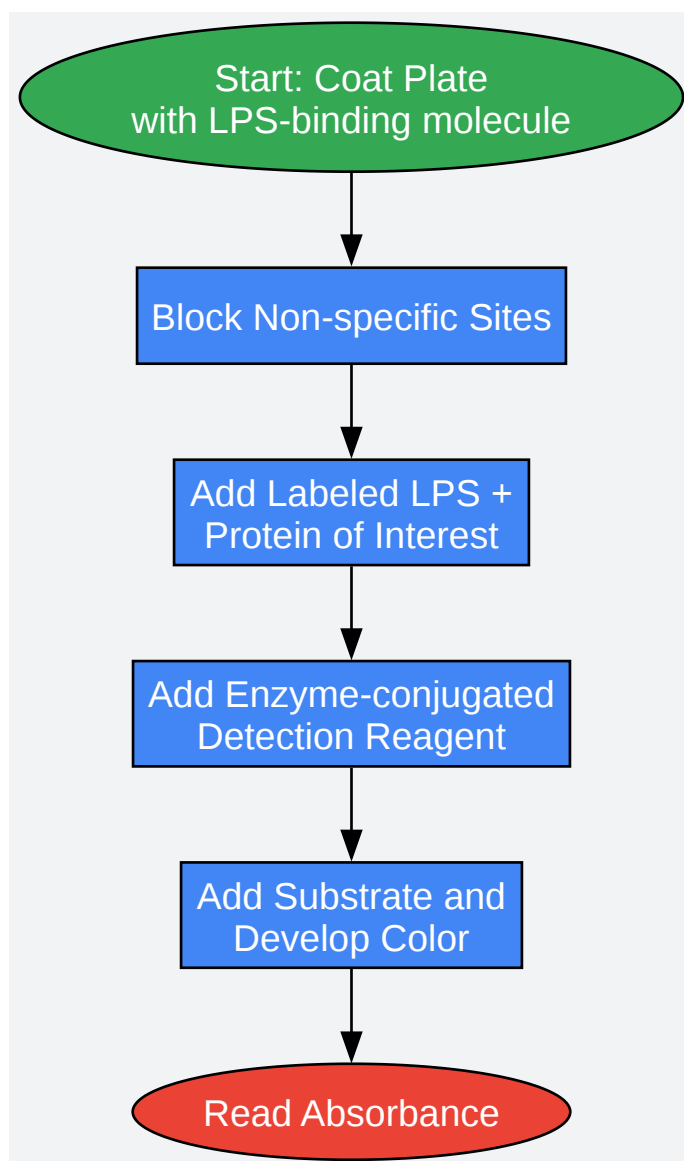 Start: Coat Plate
with LPS-binding molecule
Block Non-specific Sites
Add Labeled LPS +
Protein of Interest
Add Enzyme-conjugated
Detection Reagent
Add Substrate and
Develop Color
Read Absorbance